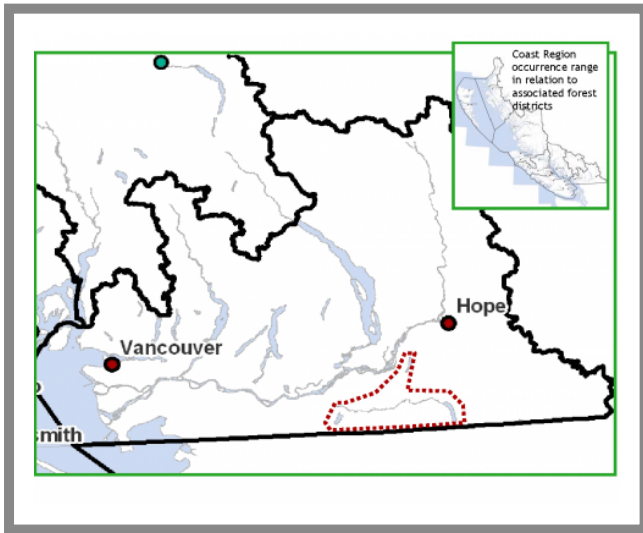 Coast Region
occurrence range
in relation to
associated forest
districts
Hope
Vancouver
smith